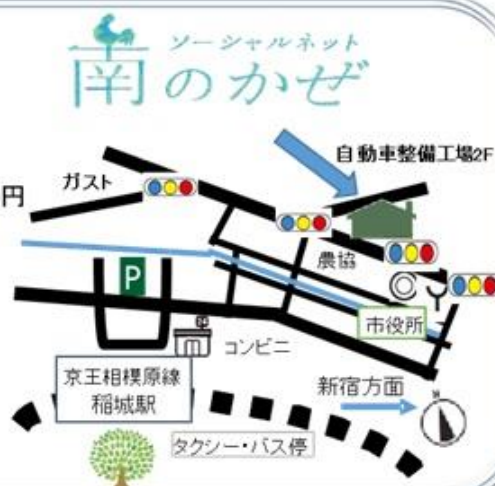 ソーシャルネット
南のかぜ
自動車整備工場2F
ガスト
円
農協
P
市役所
コンビニ
京王相模原線
稲城駅
新宿方面
N
タクシー・バス停